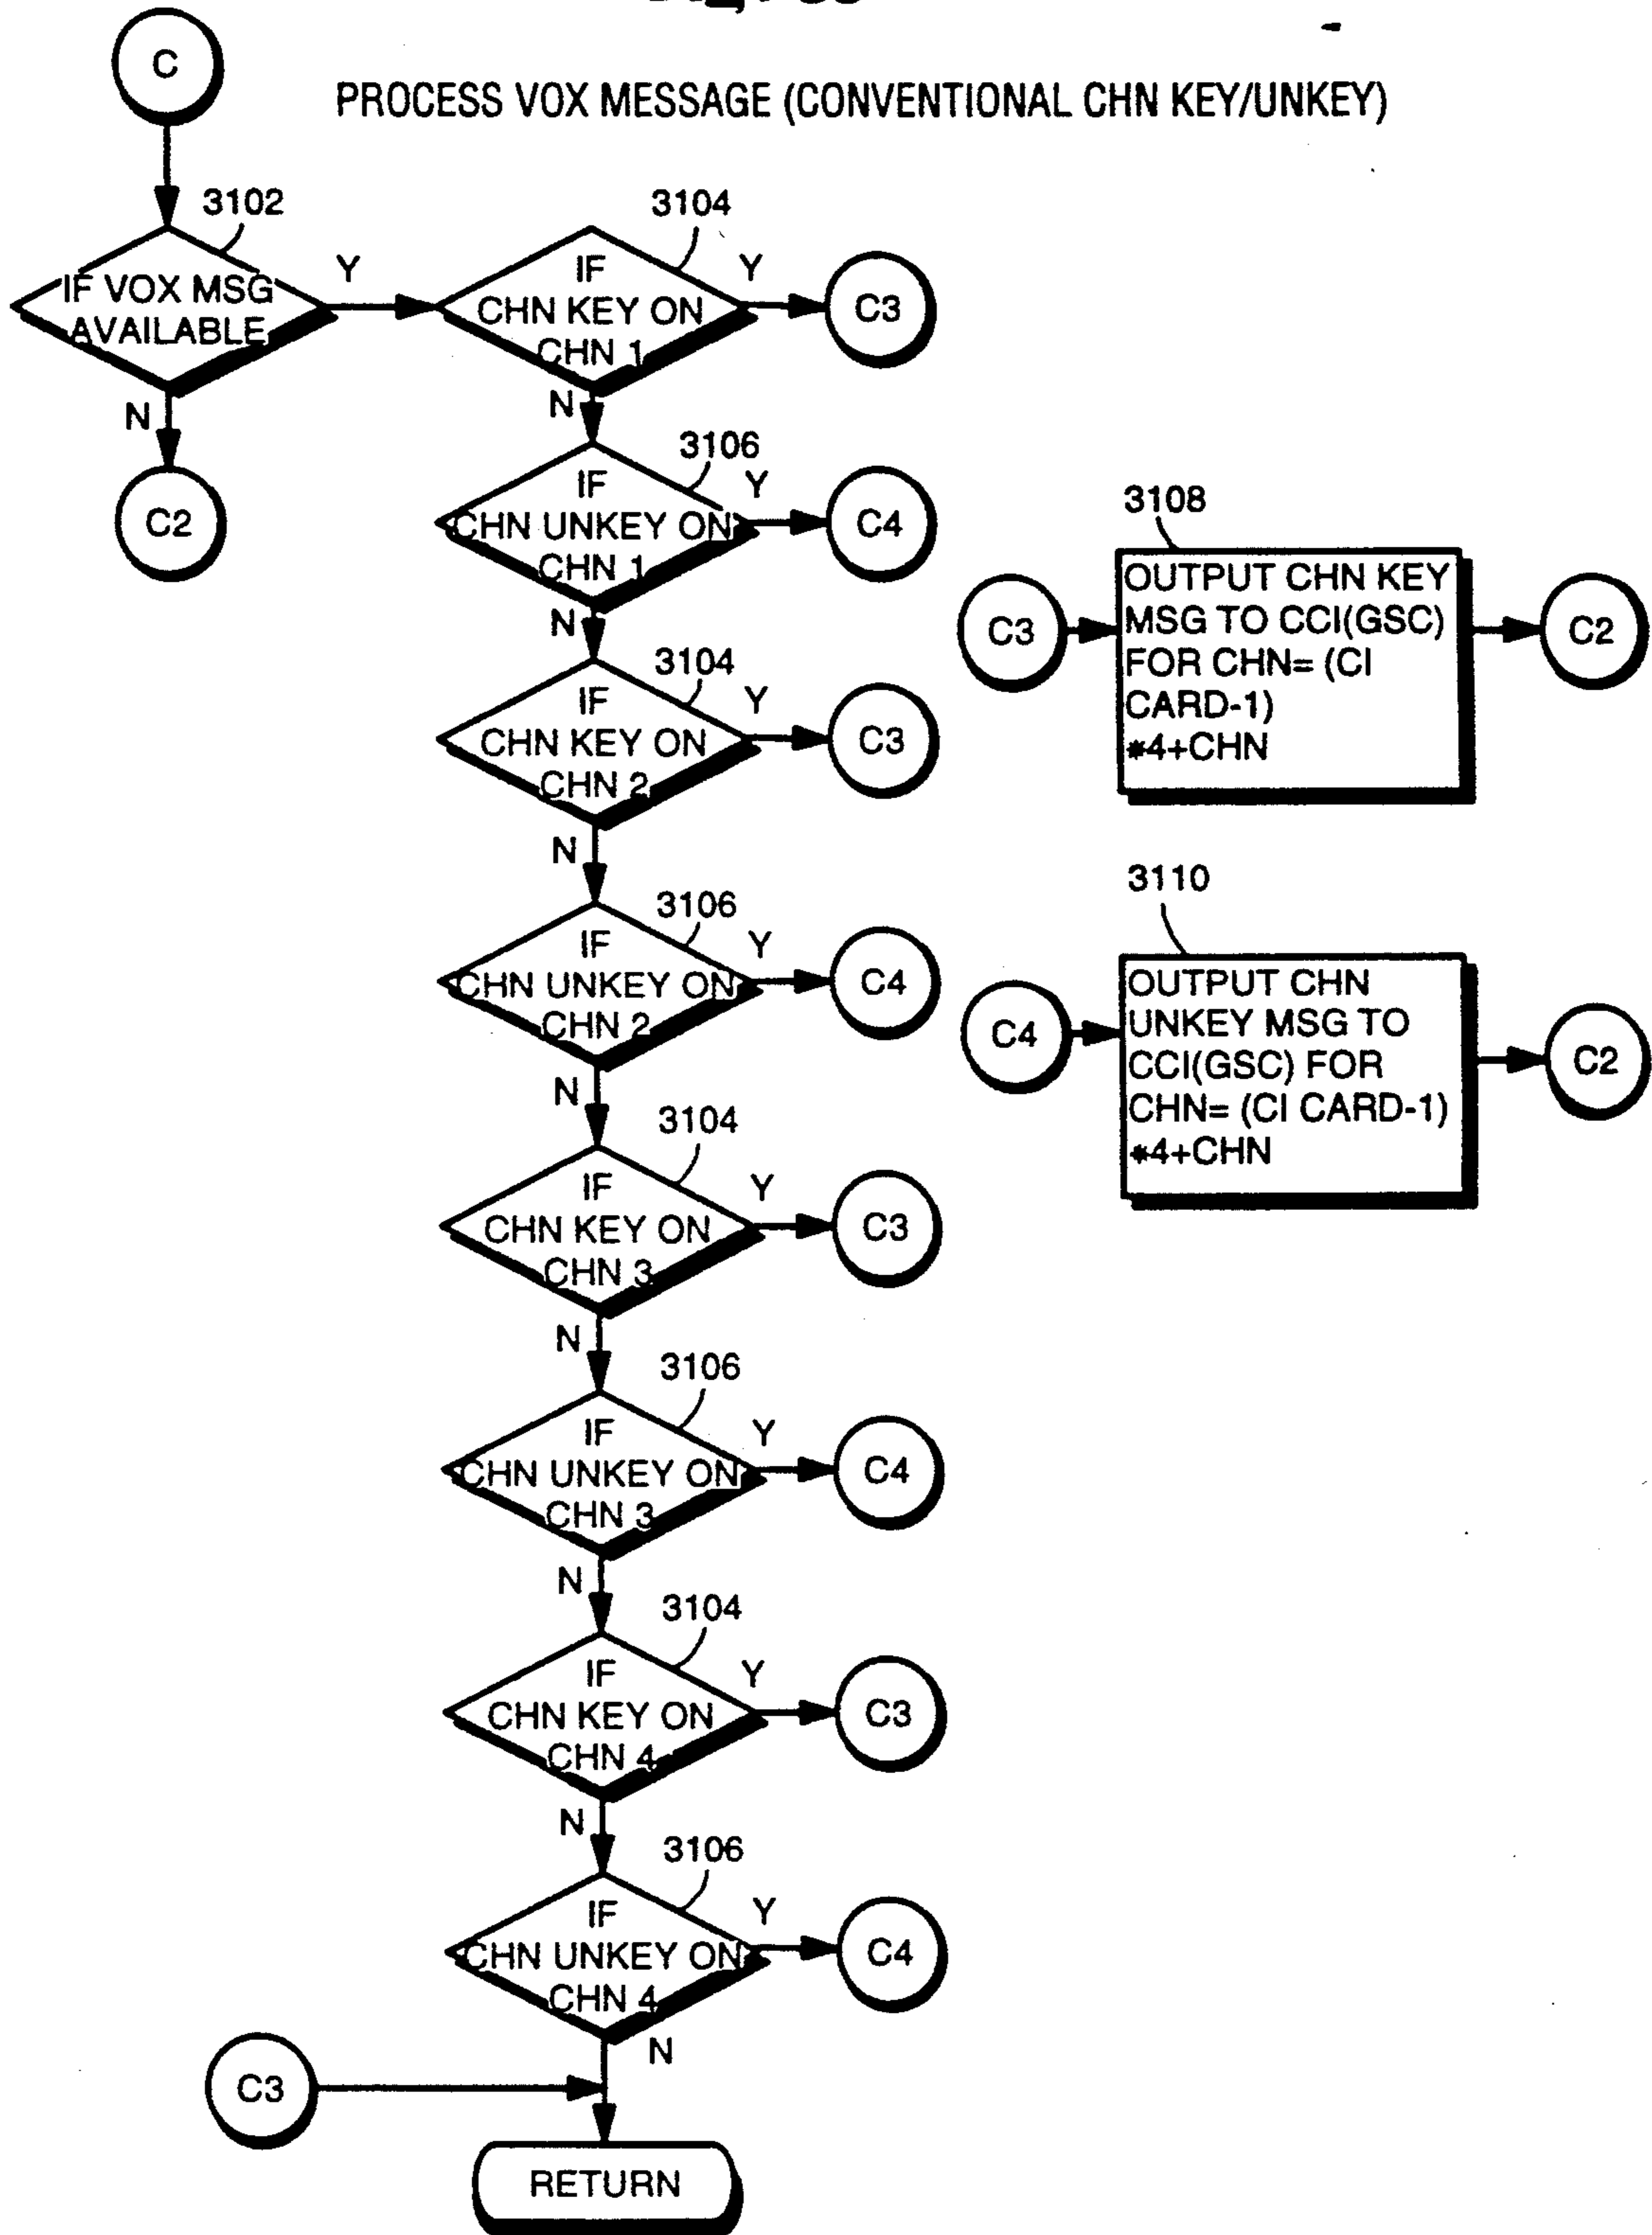 C
PROCESS VOX MESSAGE (CONVENTIONAL CHN KEY/UNKEY)
3102
IF VOX MSG
AVAILABLE
Y
N
C2
3104
IF
CHN KEY ON
CHN 1
Y
C3
N
3106
IF
CHN UNKEY ON
CHN 1
Y
C4
N
3104
IF
CHN KEY ON
CHN 2
Y
C3
N
3106
IF
CHN UNKEY ON
CHN 2
Y
C4
N
3104
IF
CHN KEY ON
CHN 3
Y
C3
N
3106
IF
CHN UNKEY ON
CHN 3
Y
C4
N
3104
IF
CHN KEY ON
CHN 4
Y
C3
N
3106
IF
CHN UNKEY ON
CHN 4
Y
C4
N
C3
RETURN
3108
C3
OUTPUT CHN KEY
MSG TO CCI(GSC)
FOR CHN= (CI
CARD-1)
*4+CHN
C2
3110
C4
OUTPUT CHN
UNKEY MSG TO
CCI(GSC) FOR
CHN= (CI CARD-1)
*4+CHN
C2